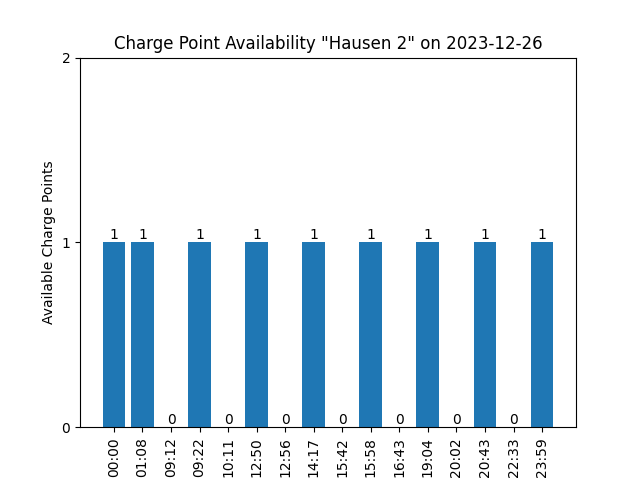 Charge Point Availability "Hausen 2" on 2023-12-26
Available Charge Points
2
1
0
1 1 0 1 0 1 0 1 0 1 0 1 0 1 0 1
00:00 01:08 09:12 09:22 10:11 12:50 12:56 14:17 15:42 15:58 16:43 19:04 20:02 20:43 22:33 23:59